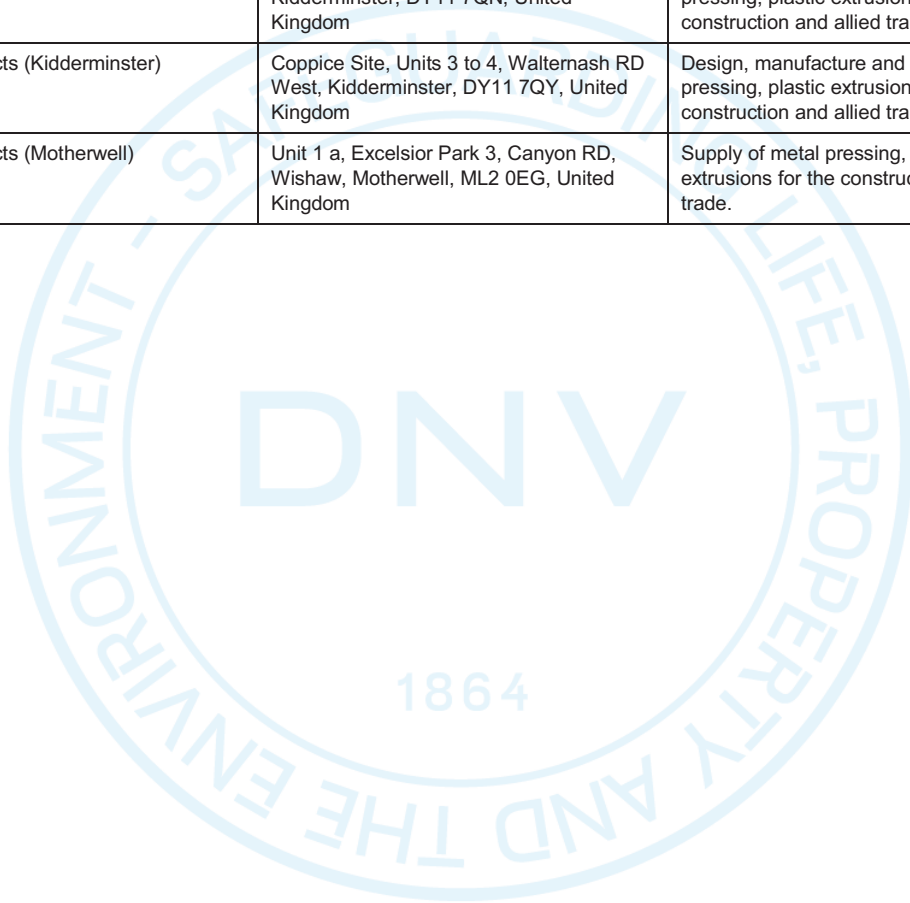 Kidderminster, DY11 7QN, United
Kingdom
pressing, plastic extrusion
construction and allied tra
cts (Kidderminster)
Coppice Site, Units 3 to 4, Walternash RD
West, Kidderminster, DY11 7QY, United
Kingdom
Design, manufacture and
pressing, plastic extrusion
construction and allied tra
cts (Motherwell)
Unit 1 a, Excelsior Park 3, Canyon RD,
Wishaw, Motherwell, ML2 0EG, United
Kingdom
Supply of metal pressing,
extrusions for the construc
trade.
SAFEGUARDING LIFE, PROPERTY AND THE ENVIRONMENT -
DNV
1864